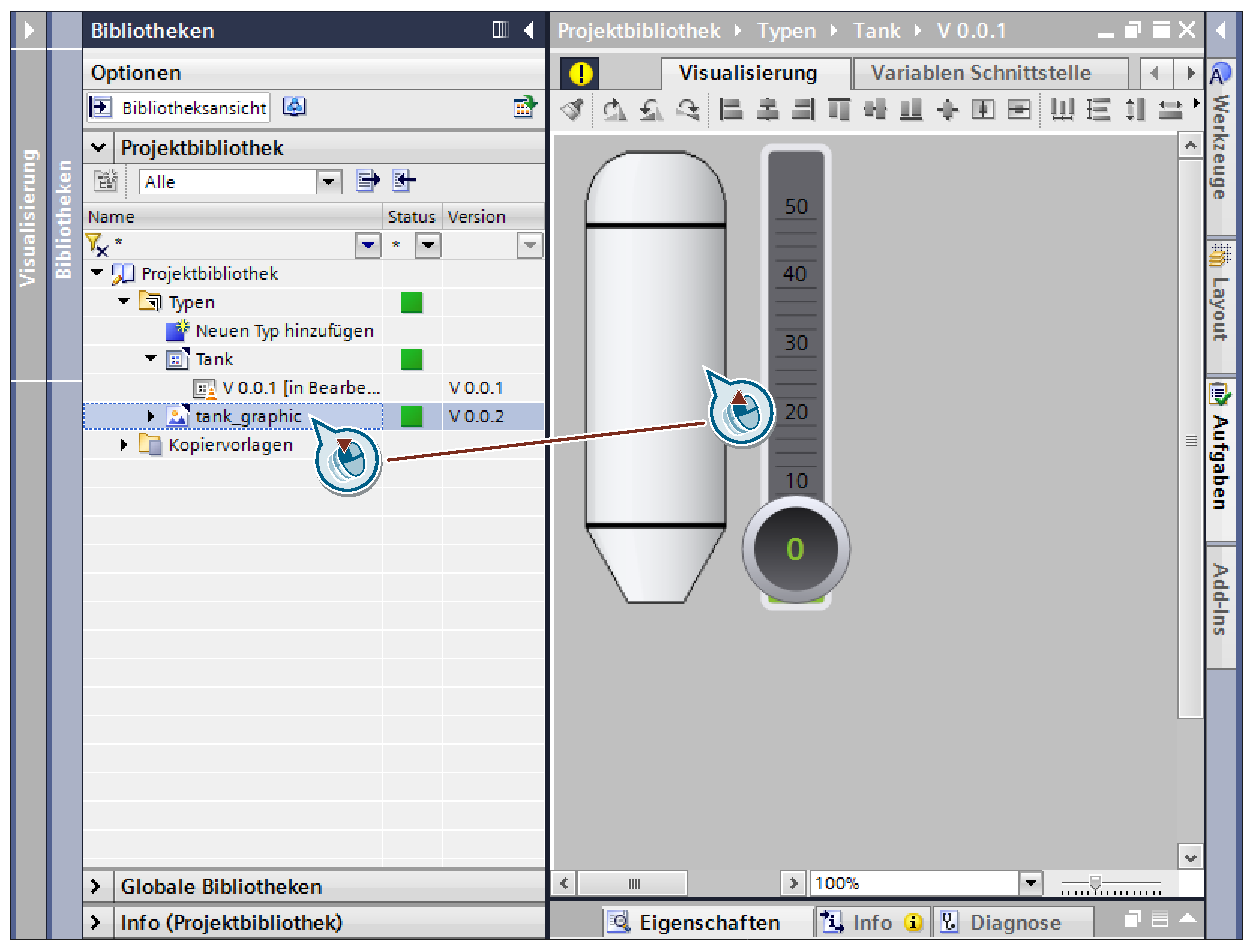 Bibliotheken
Projektbibliothek Typen Tank V 0.0.1
Optionen
Visualisierung
Variablen Schnittstelle
Bibliotheksansicht
Projektbibliothek
Alle
Name Status Version
* *
Projektbibliothek
Typen
Neuen Typ hinzufügen
Tank
V 0.0.1 [in Bearbe... V 0.0.1
tank_graphic V 0.0.2
Kopiervorlagen
Globale Bibliotheken
Info (Projektbibliothek)
Visualisierung
Bibliotheken
50
40
30
20
10
0
100%
Eigenschaften
Info
Diagnose
Werkzeuge
Layout
Aufgaben
Add-Ins